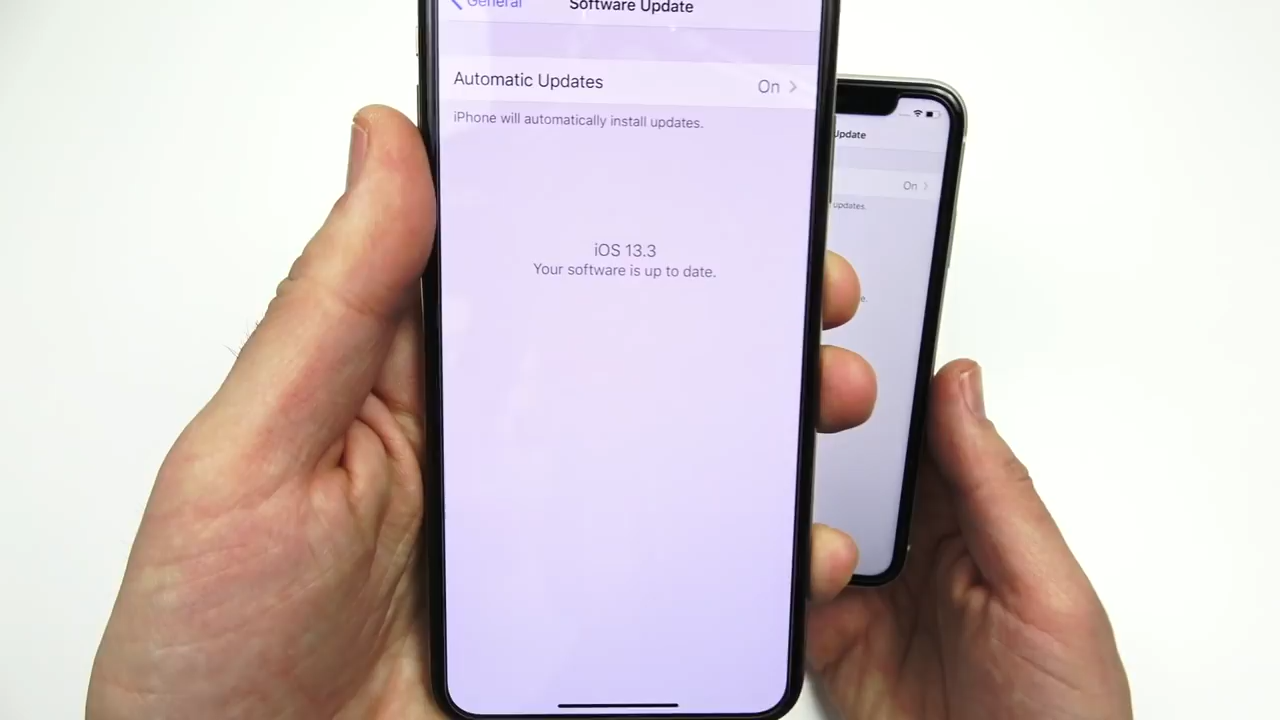 General
Software Update
Automatic Updates
On
iPhone will automatically install updates.
iOS 13.3
Your software is up to date.
Update
On
updates.
e.